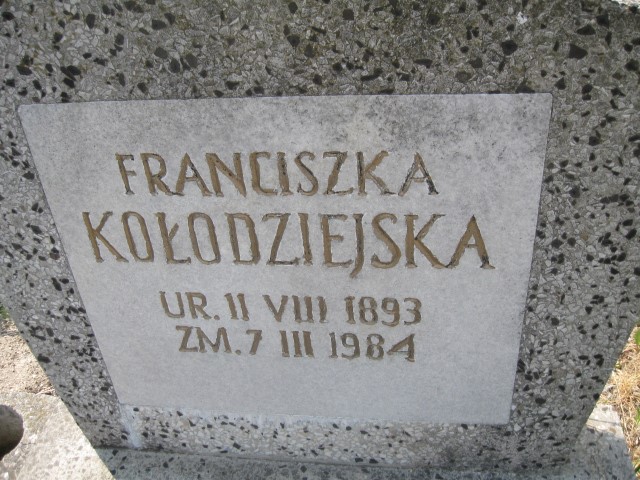 FRANCISZKA
KOŁODZIEJSKA
UR. 11 VIII 1893
ZM. 7 III 1984